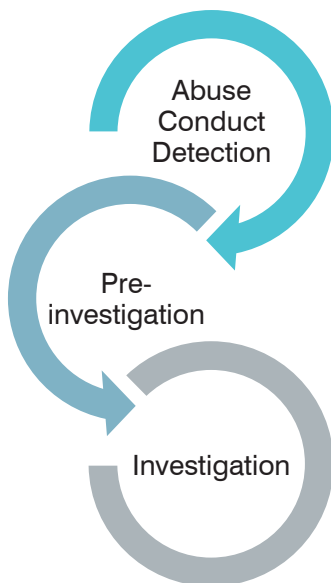 Abuse
Conduct
Detection
Pre-
investigation
Investigation